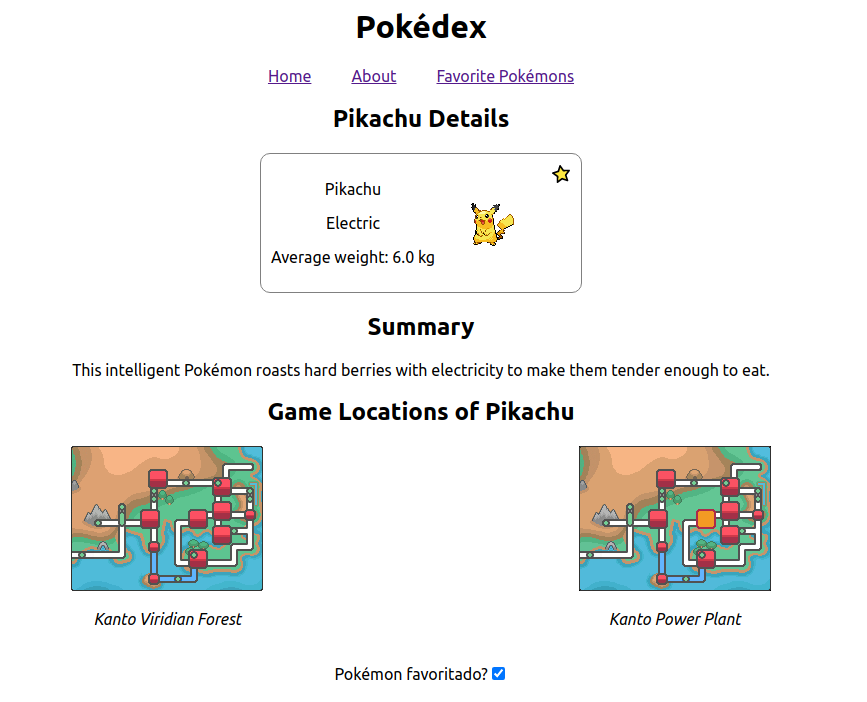 Pokédex
Home About Favorite Pokémons
Pikachu Details
Pikachu
Electric
Average weight: 6.0 kg
Summary
This intelligent Pokémon roasts hard berries with electricity to make them tender enough to eat.
Game Locations of Pikachu
Kanto Viridian Forest
Kanto Power Plant
Pokémon favoritado?